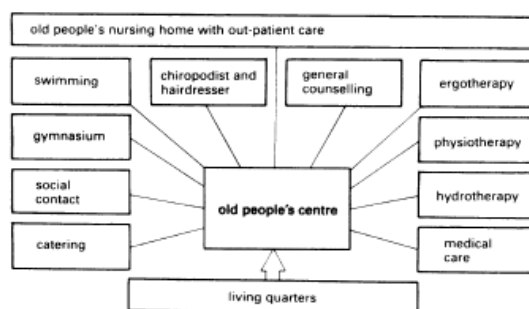 old people's nursing home with out-patient care
swimming
chiropodist and
hairdresser
general
counselling
ergotherapy
gymnasium
physiotherapy
social
contact
old people's centre
hydrotherapy
catering
medical
care
living quarters